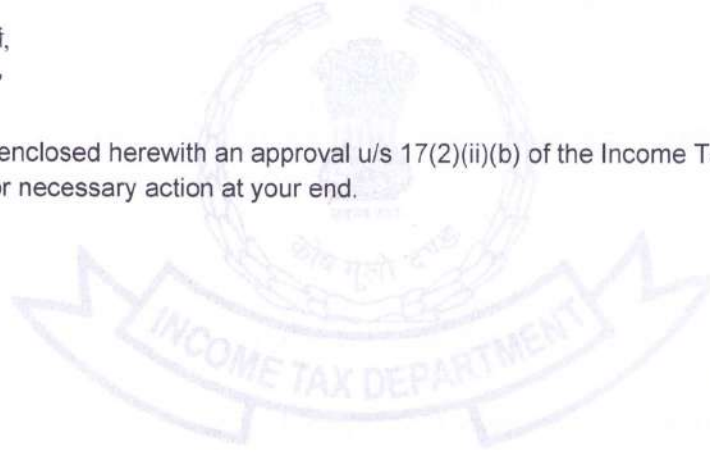 enclosed herewith an approval u/s 17(2)(ii)(b) of the Income
or necessary action at your end.
कोष मूलो दण्ड
INCOME TAX DEPARTMENT